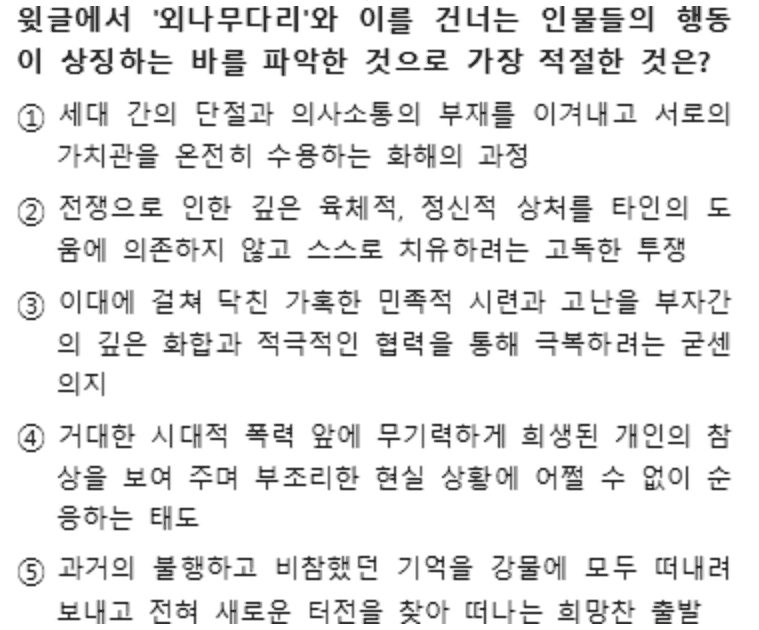 윗글에서 '외나무다리'와 이를 건너는 인물들의 행동
이 상징하는 바를 파악한 것으로 가장 적절한 것은?
① 세대 간의 단절과 의사소통의 부재를 이겨내고 서로의
가치관을 온전히 수용하는 화해의 과정
② 전쟁으로 인한 깊은 육체적, 정신적 상처를 타인의 도
움에 의존하지 않고 스스로 치유하려는 고독한 투쟁
③ 이대에 걸쳐 닥친 가혹한 민족적 시련과 고난을 부자간
의 깊은 화합과 적극적인 협력을 통해 극복하려는 굳센
의지
④ 거대한 시대적 폭력 앞에 무기력하게 희생된 개인의 참
상을 보여 주며 부조리한 현실 상황에 어쩔 수 없이 순
응하는 태도
⑤ 과거의 불행하고 비참했던 기억을 강물에 모두 떠내려
보내고 전혀 새로운 터전을 찾아 떠나는 희망찬 출발